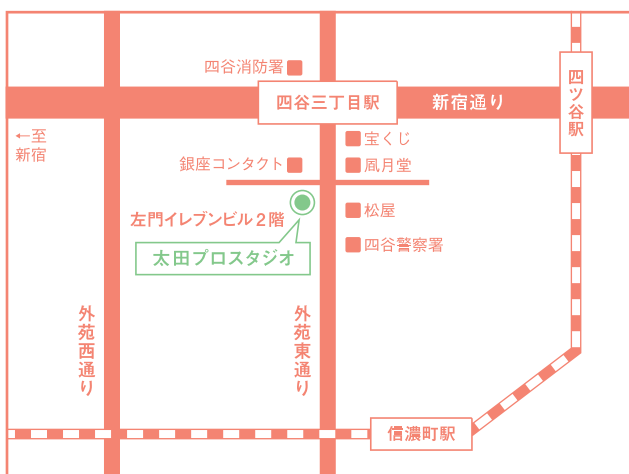 四谷消防署
四谷三丁目駅
新宿通り
四ツ谷駅
←至
新宿
宝くじ
銀座コンタクト
凮月堂
左門イレブンビル2階
松屋
太田プロスタジオ
四谷警察署
外苑西通り
外苑東通り
信濃町駅